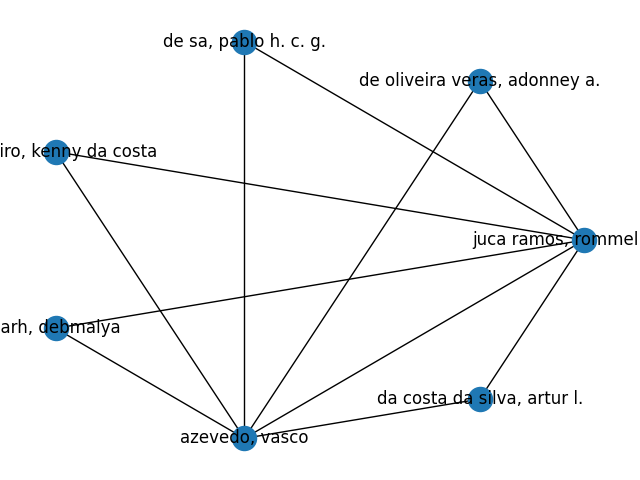 de sa, pablo h. c. g.
de oliveira veras, adonney a.
iro, kenny da costa
juca ramos, rommel
arh, debmalya
da costa da silva, artur l.
azevedo, vasco